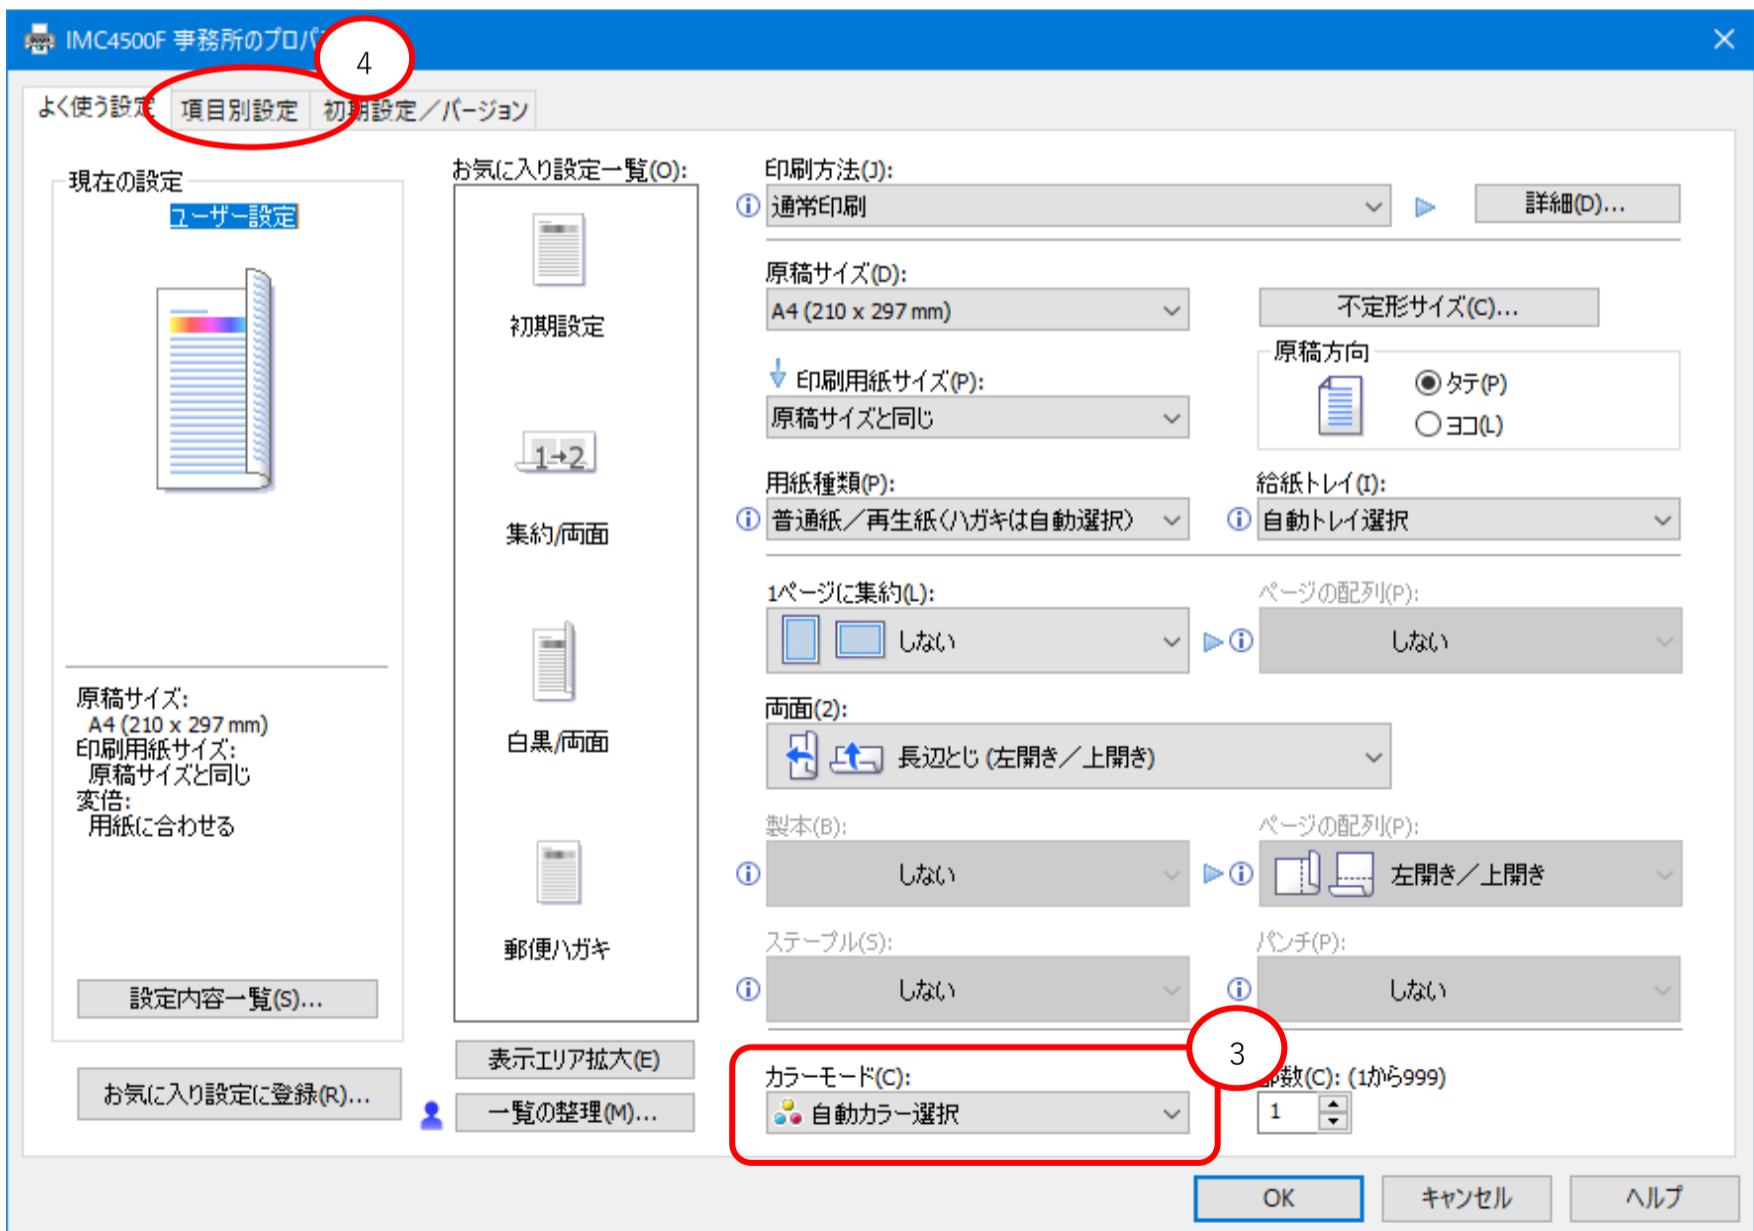 IMC4500F 事務所のプロパ
4
よく使う設定
項目別設定
初期設定／バージョン
現在の設定
ユーザー設定
原稿サイズ:
A4 (210 x 297 mm)
印刷用紙サイズ:
原稿サイズと同じ
変倍:
用紙に合わせる
設定内容一覧(S)...
お気に入り設定に登録(R)...
お気に入り設定一覧(O):
初期設定
1→2
集約/両面
白黒/両面
郵便ハガキ
表示エリア拡大(E)
一覧の整理(M)...
印刷方法(J):
通常印刷
詳細(D)...
原稿サイズ(D):
A4 (210 x 297 mm)
不定形サイズ(C)...
印刷用紙サイズ(P):
原稿サイズと同じ
原稿方向
タテ(P)
ヨコ(L)
用紙種類(P):
普通紙／再生紙(ハガキは自動選択)
給紙トレイ(I):
自動トレイ選択
1ページに集約(L):
しない
ページの配列(P):
しない
両面(2):
長辺とじ (左開き／上開き)
製本(B):
しない
ページの配列(P):
左開き／上開き
ステープル(S):
しない
パンチ(P):
しない
3
カラーモード(C):
自動カラー選択
数(C): (1から999)
1
OK
キャンセル
ヘルプ